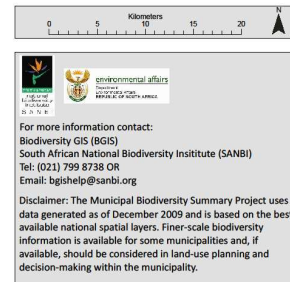 Kilometers
0 5 10 15 20
N
national
biodiversity
institute
S A N B I
environmental affairs
Department:
Environmental Affairs
REPUBLIC OF SOUTH AFRICA
For more information contact:
Biodiversity GIS (BGIS)
South African National Biodiversity Insititute (SANBI)
Tel: (021) 799 8738 OR
Email: bgishelp@sanbi.org
Disclaimer: The Municipal Biodiversity Summary Project uses
data generated as of December 2009 and is based on the best
available national spatial layers. Finer-scale biodiversity
information is available for some municipalities and, if
available, should be considered in land-use planning and
decision-making within the municipality.